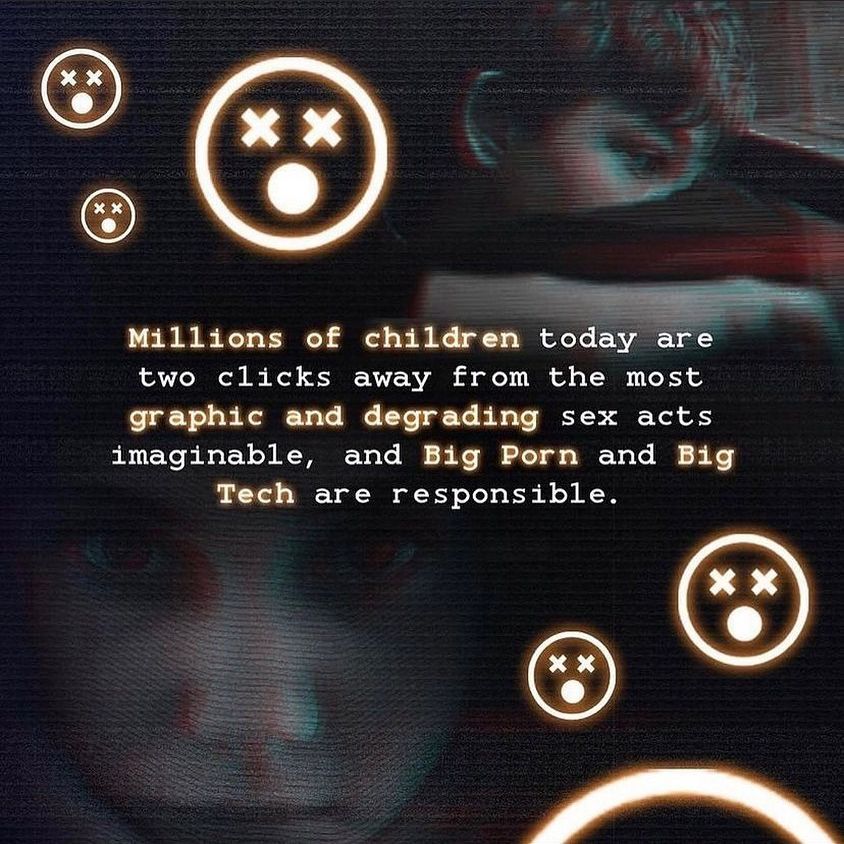 Millions of children today are
two clicks away from the most
graphic and degrading sex acts
imaginable, and Big Porn and Big
Tech are responsible.